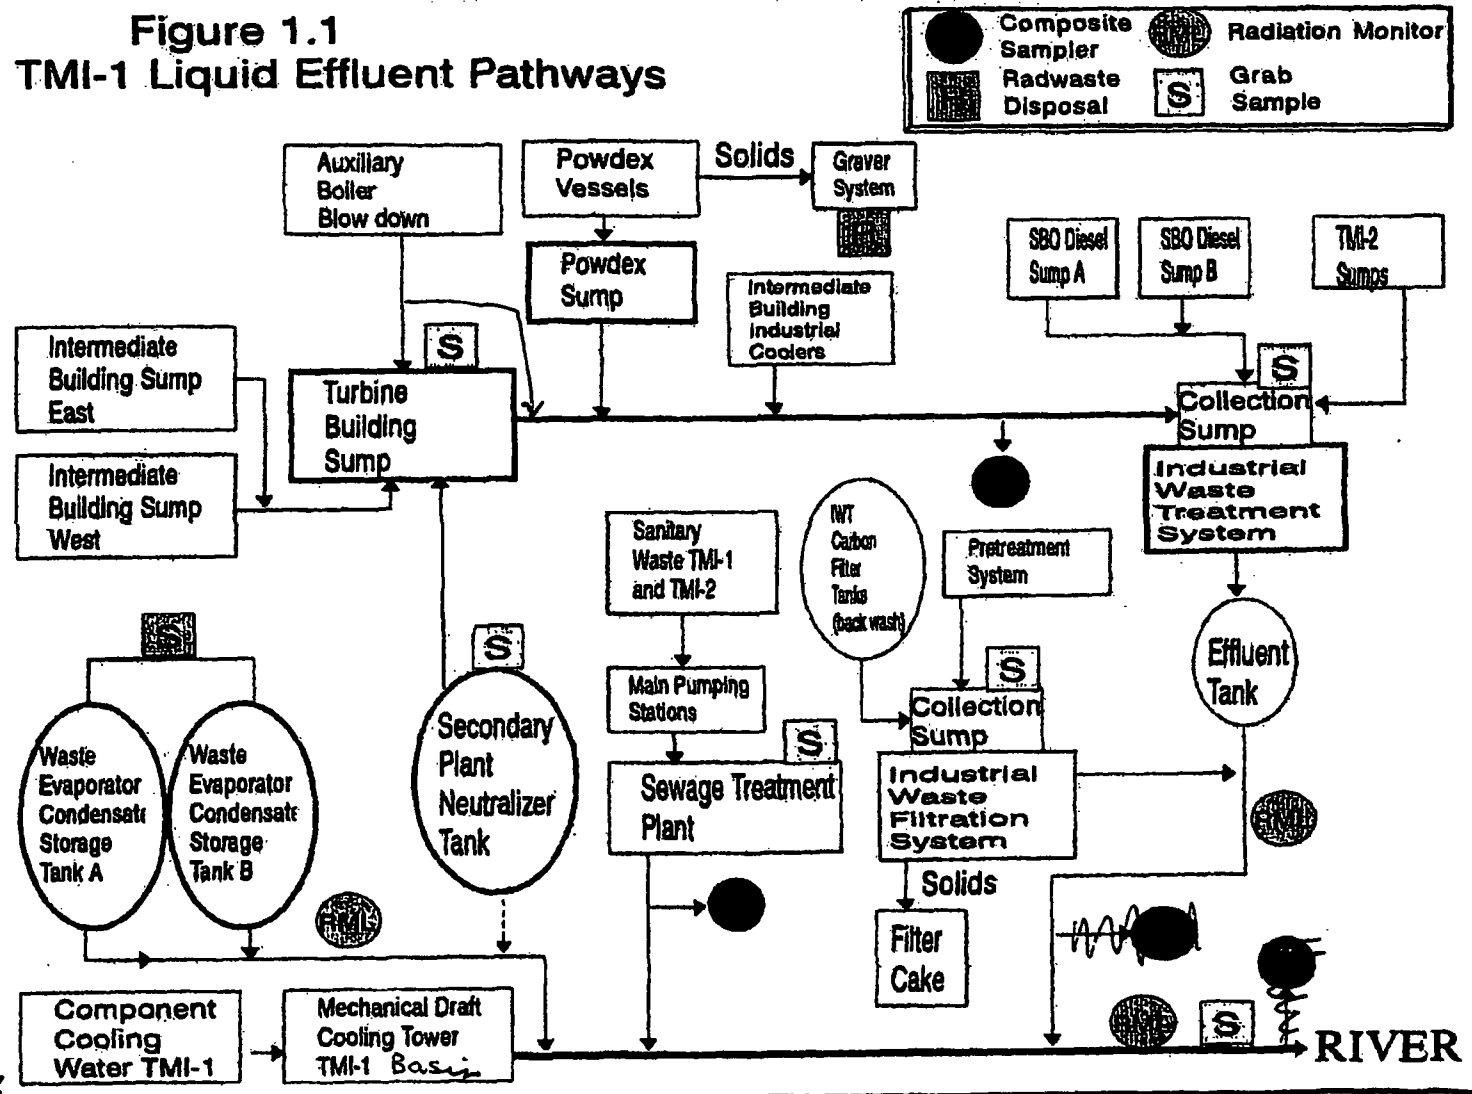 Figure 1.1
TMI-1 Liquid Effluent Pathways
Composite
Sampler
RML
Radiation Monitor
Radwaste
Disposal
S
Grab
Sample
Auxiliary
Boiler
Blow down
Powdex
Vessels
Solids
Graver
System
Powdex
Sump
Intermediate
Building
Industrial
Coolers
SBO Diesel
Sump A
SBO Diesel
Sump B
TMI-2
Sumps
Intermediate
Building Sump
East
S
Turbine
Building
Sump
S
Collection
Sump
Industrial
Waste
Treatment
System
Intermediate
Building Sump
West
Sanitary
Waste TMI-1
and TMI-2
IWT
Carbon
Filter
Tanks
(back wash)
Pretreatment
System
Effluent
Tank
S
S
Main Pumping
Stations
S
Collection
Sump
Waste
Evaporator
Condensate
Storage
Tank A
Waste
Evaporator
Condensate
Storage
Tank B
Secondary
Plant
Neutralizer
Tank
S
Sewage Treatment
Plant
Industrial
Waste
Filtration
System
RML
Solids
Filter
Cake
RML
Component
Cooling
Water TMI-1
Mechanical Draft
Cooling Tower
TMI-1 Basin
RML
S
RIVER